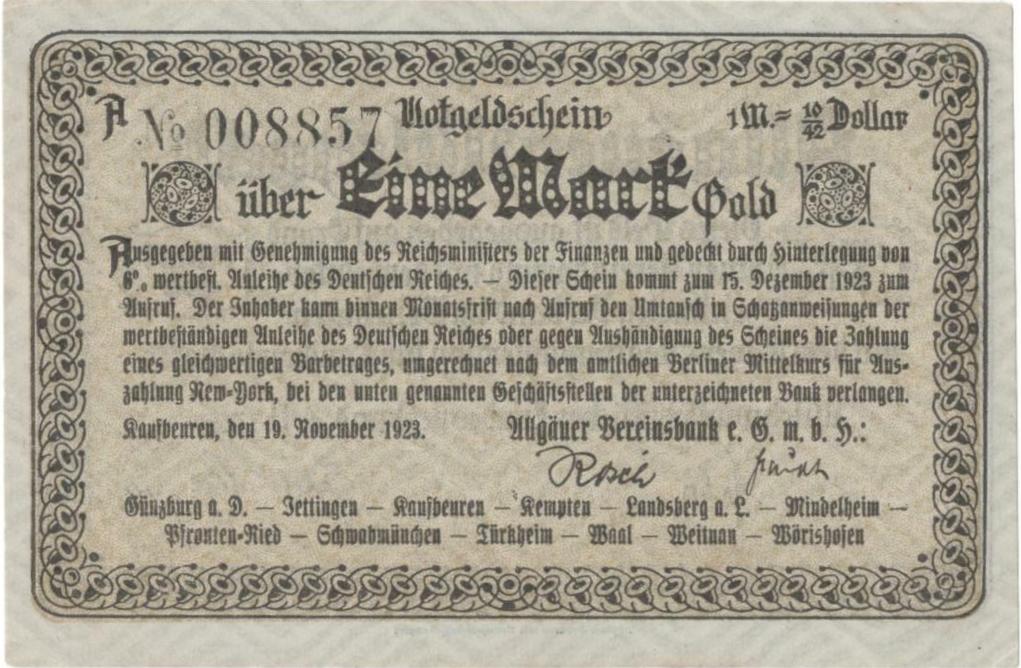 A № 008857 Notgeldschein 1 M. = 10/42 Dollar
über Eine Mark Gold
Ausgegeben mit Genehmigung des Reichsministers der Finanzen und gedeckt durch Hinterlegung von
6% wertbest. Anleihe des Deutschen Reiches. — Dieser Schein kommt zum 15. Dezember 1923 zum
Aufruf. Der Inhaber kann binnen Monatsfrist nach Aufruf den Umtausch in Schatzanweisungen der
wertbeständigen Anleihe des Deutschen Reiches oder gegen Aushändigung des Scheines die Zahlung
eines gleichwertigen Barbetrages, umgerechnet nach dem amtlichen Berliner Mittelkurs für Aus-
zahlung New-York, bei den unten genannten Geschäftsstellen der unterzeichneten Bank verlangen.
Kaufbeuren, den 19. November 1923. Allgäuer Vereinsbank e. G. m. b. H.:
Günzburg a. D. — Jettingen — Kaufbeuren — Kempten — Landsberg a. L. — Mindelheim —
Pfronten-Ried — Schwabmünchen — Türkheim — Waal — Weitnau — Wörishofen